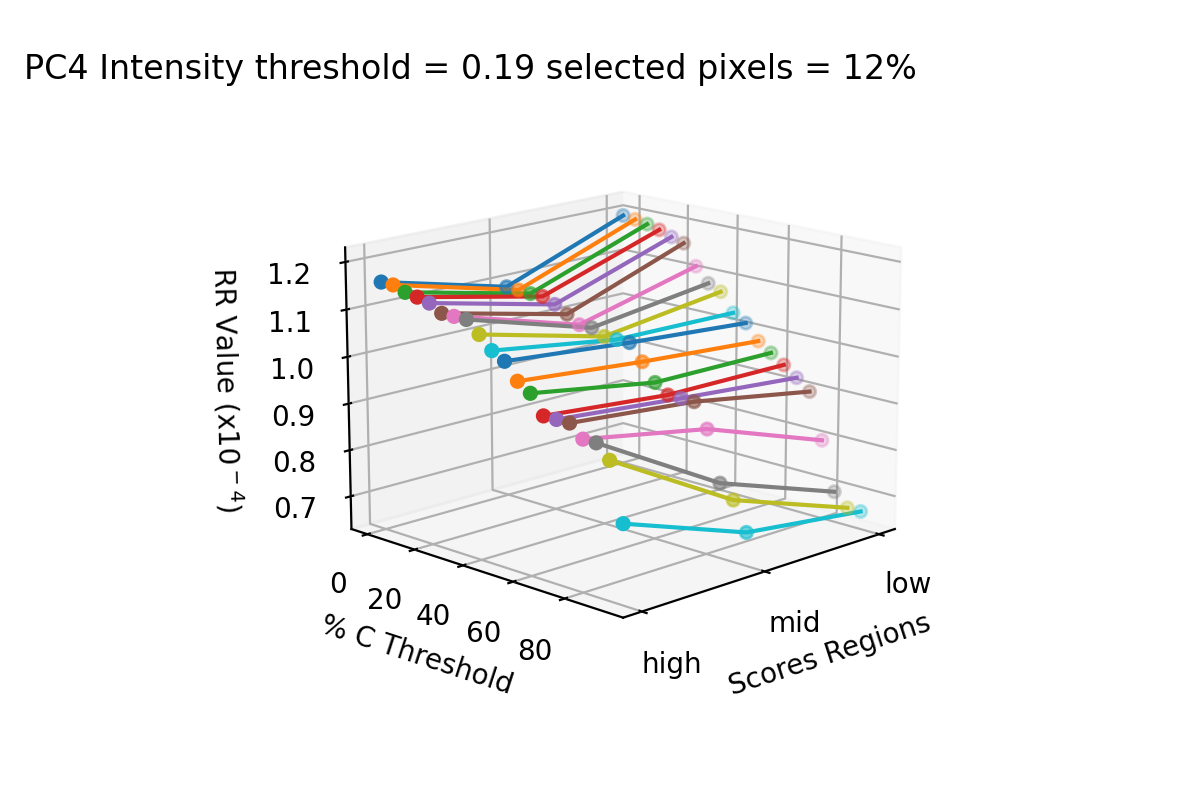 PC4 Intensity threshold = 0.19 selected pixels = 12%
1.2
1.1
1.0
0.9
0.8
0.7
RR Value (x10⁻⁴)
0
20
40
60
80
% C Threshold
low
mid
high
Scores Regions